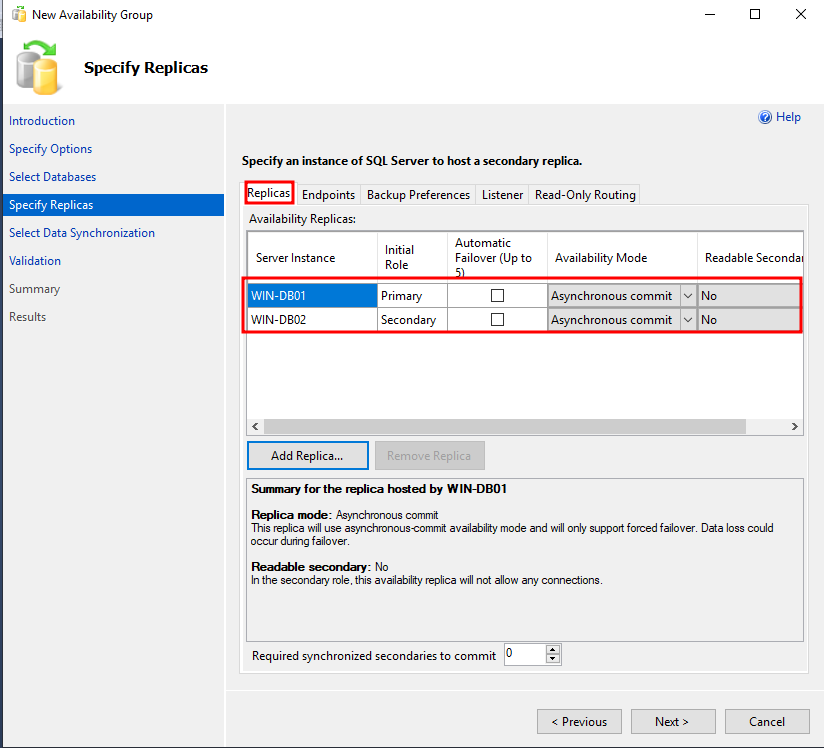 New Availability Group
Specify Replicas
Introduction
Specify Options
Select Databases
Specify Replicas
Select Data Synchronization
Validation
Summary
Results
Help
Specify an instance of SQL Server to host a secondary replica.
Replicas Endpoints Backup Preferences Listener Read-Only Routing
Availability Replicas:
Server Instance Initial Role Automatic Failover (Up to 5) Availability Mode Readable Secondar
WIN-DB01 Primary Asynchronous commit No
WIN-DB02 Secondary Asynchronous commit No
Add Replica... Remove Replica
Summary for the replica hosted by WIN-DB01
Replica mode: Asynchronous commit
This replica will use asynchronous-commit availability mode and will only support forced failover. Data loss could
occur during failover.
Readable secondary: No
In the secondary role, this availability replica will not allow any connections.
Required synchronized secondaries to commit 0
< Previous Next > Cancel